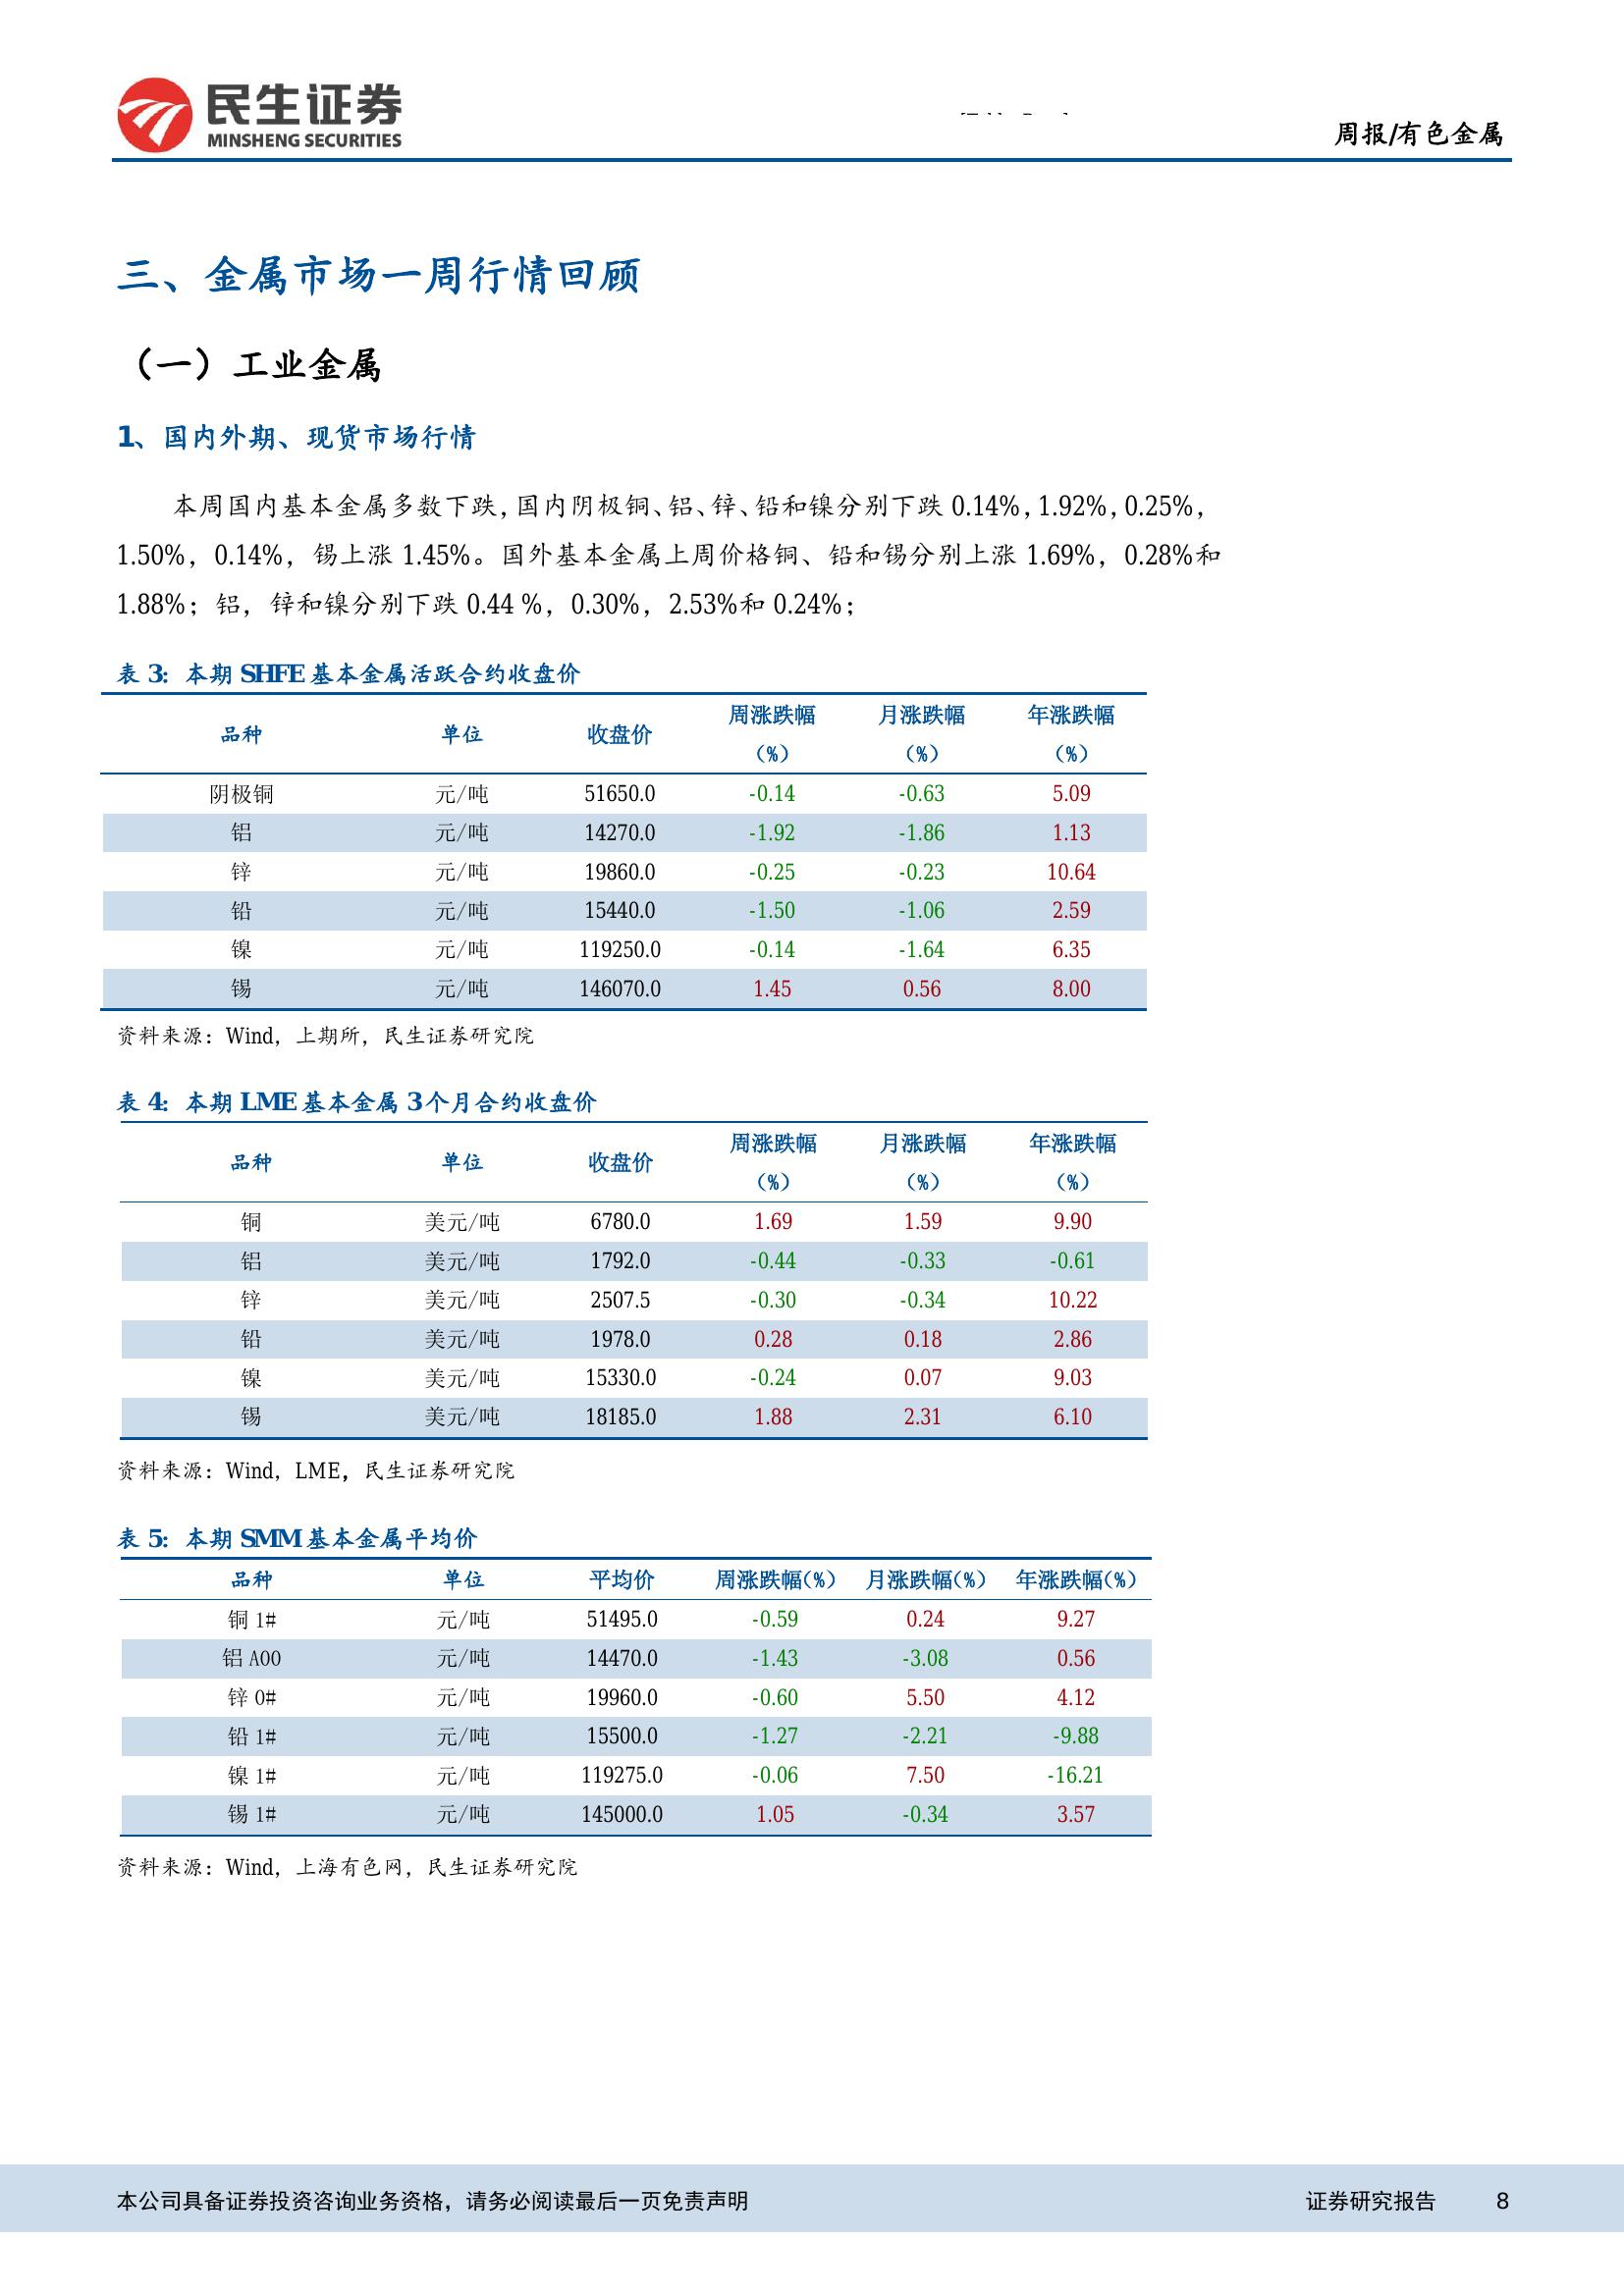 民生证券
MINSHENG SECURITIES
周报/有色金属
三、金属市场一周行情回顾
（一）工业金属
1、国内外期、现货市场行情
本周国内基本金属多数下跌，国内阴极铜、铝、锌、铅和镍分别下跌 0.14%，1.92%，0.25%，
1.50%，0.14%，锡上涨 1.45%。国外基本金属上周价格铜、铅和锡分别上涨 1.69%，0.28%和
1.88%；铝，锌和镍分别下跌 0.44 %，0.30%，2.53%和 0.24%；
表 3: 本期 SHFE 基本金属活跃合约收盘价
品种 单位 收盘价 周涨跌幅（%） 月涨跌幅（%） 年涨跌幅（%）
阴极铜 元/吨 51650.0 -0.14 -0.63 5.09
铝 元/吨 14270.0 -1.92 -1.86 1.13
锌 元/吨 19860.0 -0.25 -0.23 10.64
铅 元/吨 15440.0 -1.50 -1.06 2.59
镍 元/吨 119250.0 -0.14 -1.64 6.35
锡 元/吨 146070.0 1.45 0.56 8.00
资料来源：Wind，上期所，民生证券研究院
表 4: 本期 LME 基本金属 3 个月合约收盘价
品种 单位 收盘价 周涨跌幅（%） 月涨跌幅（%） 年涨跌幅（%）
铜 美元/吨 6780.0 1.69 1.59 9.90
铝 美元/吨 1792.0 -0.44 -0.33 -0.61
锌 美元/吨 2507.5 -0.30 -0.34 10.22
铅 美元/吨 1978.0 0.28 0.18 2.86
镍 美元/吨 15330.0 -0.24 0.07 9.03
锡 美元/吨 18185.0 1.88 2.31 6.10
资料来源：Wind，LME，民生证券研究院
表 5: 本期 SMM 基本金属平均价
品种 单位 平均价 周涨跌幅(%) 月涨跌幅(%) 年涨跌幅(%)
铜 1# 元/吨 51495.0 -0.59 0.24 9.27
铝 A00 元/吨 14470.0 -1.43 -3.08 0.56
锌 0# 元/吨 19960.0 -0.60 5.50 4.12
铅 1# 元/吨 15500.0 -1.27 -2.21 -9.88
镍 1# 元/吨 119275.0 -0.06 7.50 -16.21
锡 1# 元/吨 145000.0 1.05 -0.34 3.57
资料来源：Wind，上海有色网，民生证券研究院
本公司具备证券投资咨询业务资格，请务必阅读最后一页免责声明 证券研究报告 8